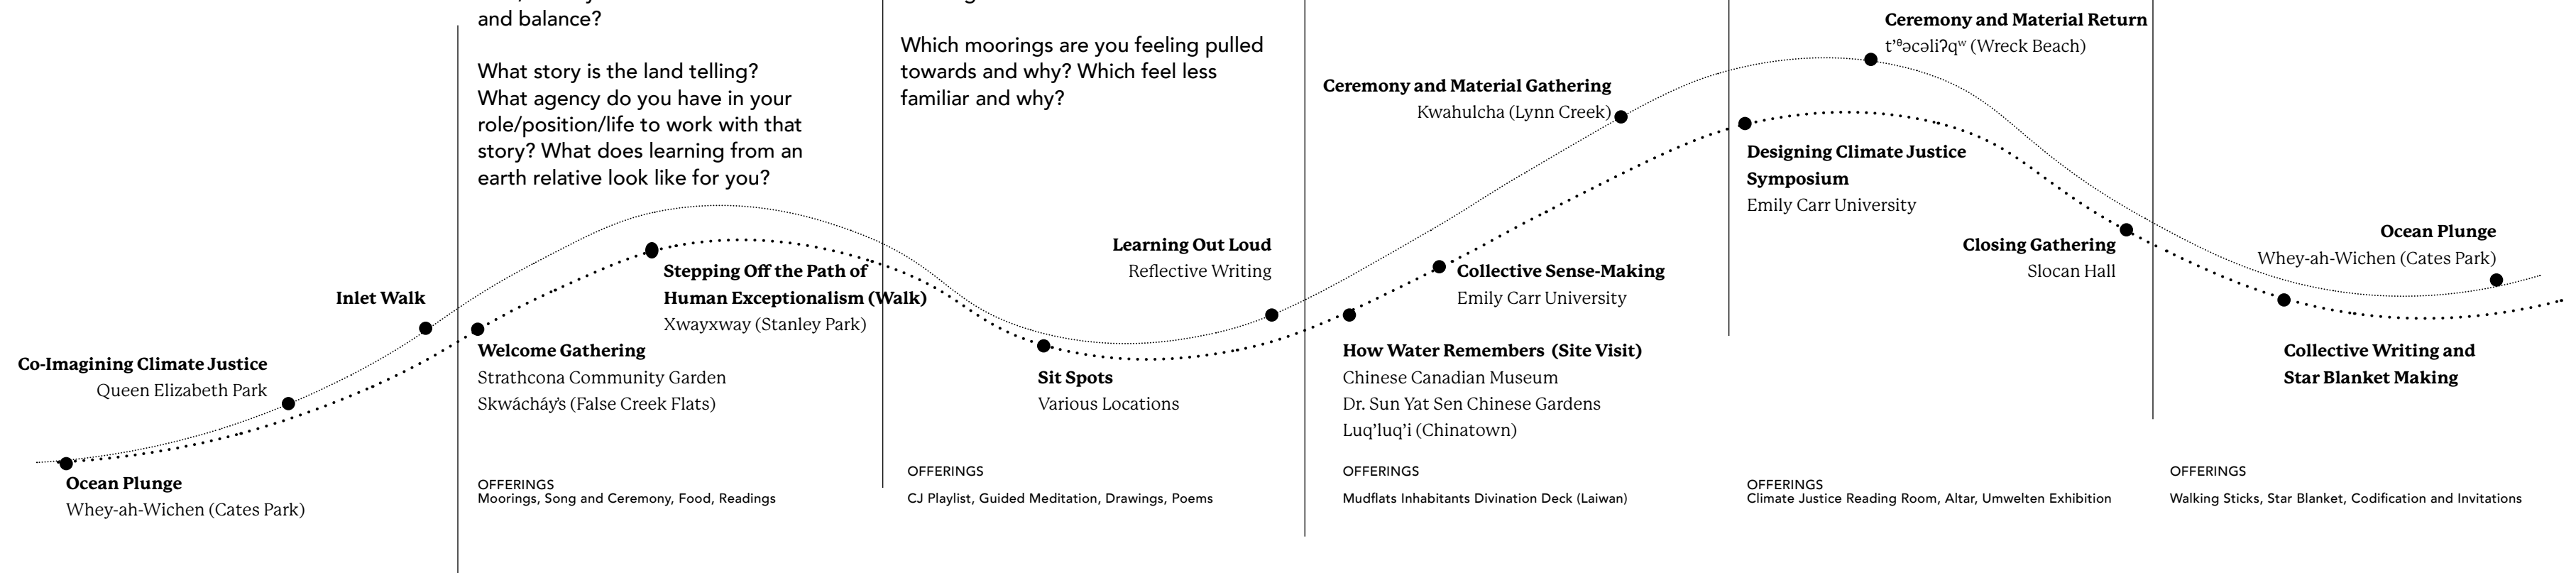 and balance?
What story is the land telling?
What agency do you have in your
role/position/life to work with that
story? What does learning from an
earth relative look like for you?
Which moorings are you feeling pulled
towards and why? Which feel less
familiar and why?
Ocean Plunge
Whey-ah-Wichen (Cates Park)
Co-Imagining Climate Justice
Queen Elizabeth Park
Inlet Walk
Welcome Gathering
Strathcona Community Garden
Skwácháy's (False Creek Flats)
Stepping Off the Path of
Human Exceptionalism (Walk)
Xwayxway (Stanley Park)
OFFERINGS
Moorings, Song and Ceremony, Food, Readings
Sit Spots
Various Locations
Learning Out Loud
Reflective Writing
OFFERINGS
CJ Playlist, Guided Meditation, Drawings, Poems
Ceremony and Material Gathering
Kwahulcha (Lynn Creek)
Collective Sense-Making
Emily Carr University
How Water Remembers (Site Visit)
Chinese Canadian Museum
Dr. Sun Yat Sen Chinese Gardens
Luq'luq'i (Chinatown)
OFFERINGS
Mudflats Inhabitants Divination Deck (Laiwan)
Ceremony and Material Return
t'ᶿəcəliʔqʷ (Wreck Beach)
Designing Climate Justice
Symposium
Emily Carr University
Closing Gathering
Slocan Hall
OFFERINGS
Climate Justice Reading Room, Altar, Umwelten Exhibition
Ocean Plunge
Whey-ah-Wichen (Cates Park)
Collective Writing and
Star Blanket Making
OFFERINGS
Walking Sticks, Star Blanket, Codification and Invitations